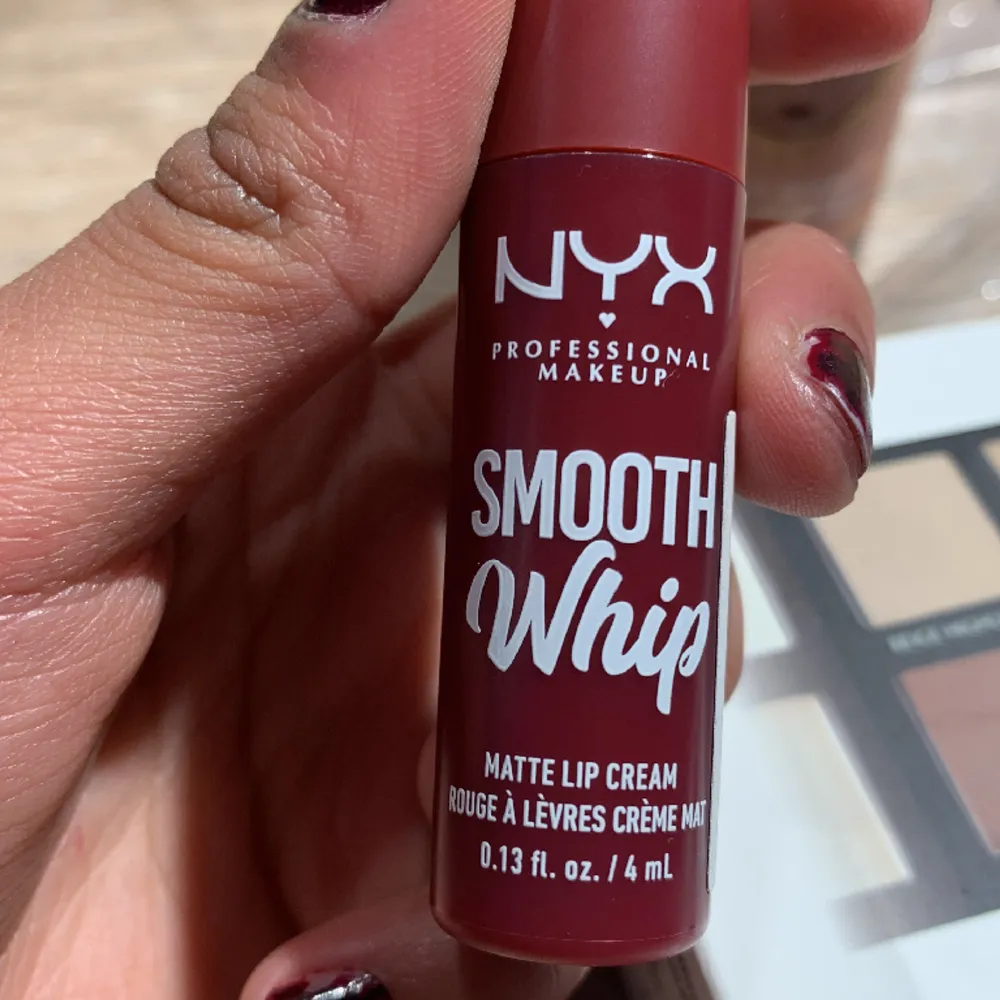 NYX
PROFESSIONAL
MAKEUP
SMOOTH
Whip
MATTE LIP CREAM
ROUGE À LÈVRES CRÈME MAT
0.13 fl. oz. / 4 mL